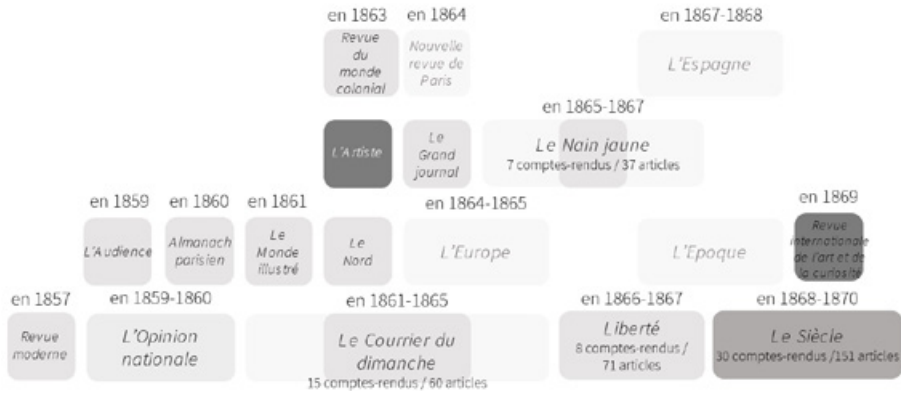 en 1863
en 1864
en 1867-1868
Revue
du
monde
colonial
Nouvelle
revue de
Paris
L'Espagne
en 1865-1867
L'Artiste
Le
Grand
journal
Le Nain jaune
7 comptes-rendus / 37 articles
en 1859
en 1860
en 1861
en 1864-1865
en 1869
L'Audience
Almanach
parisien
Le
Monde
illustré
Le
Nord
L'Europe
L'Epoque
Revue
internationale
de l'art et de
la curiosité
en 1857
en 1859-1860
en 1861-1865
en 1866-1867
en 1868-1870
Revue
moderne
L'Opinion
nationale
Le Courrier du
dimanche
15 comptes-rendus / 60 articles
Liberté
8 comptes-rendus /
71 articles
Le Siècle
30 comptes-rendus /151 articles